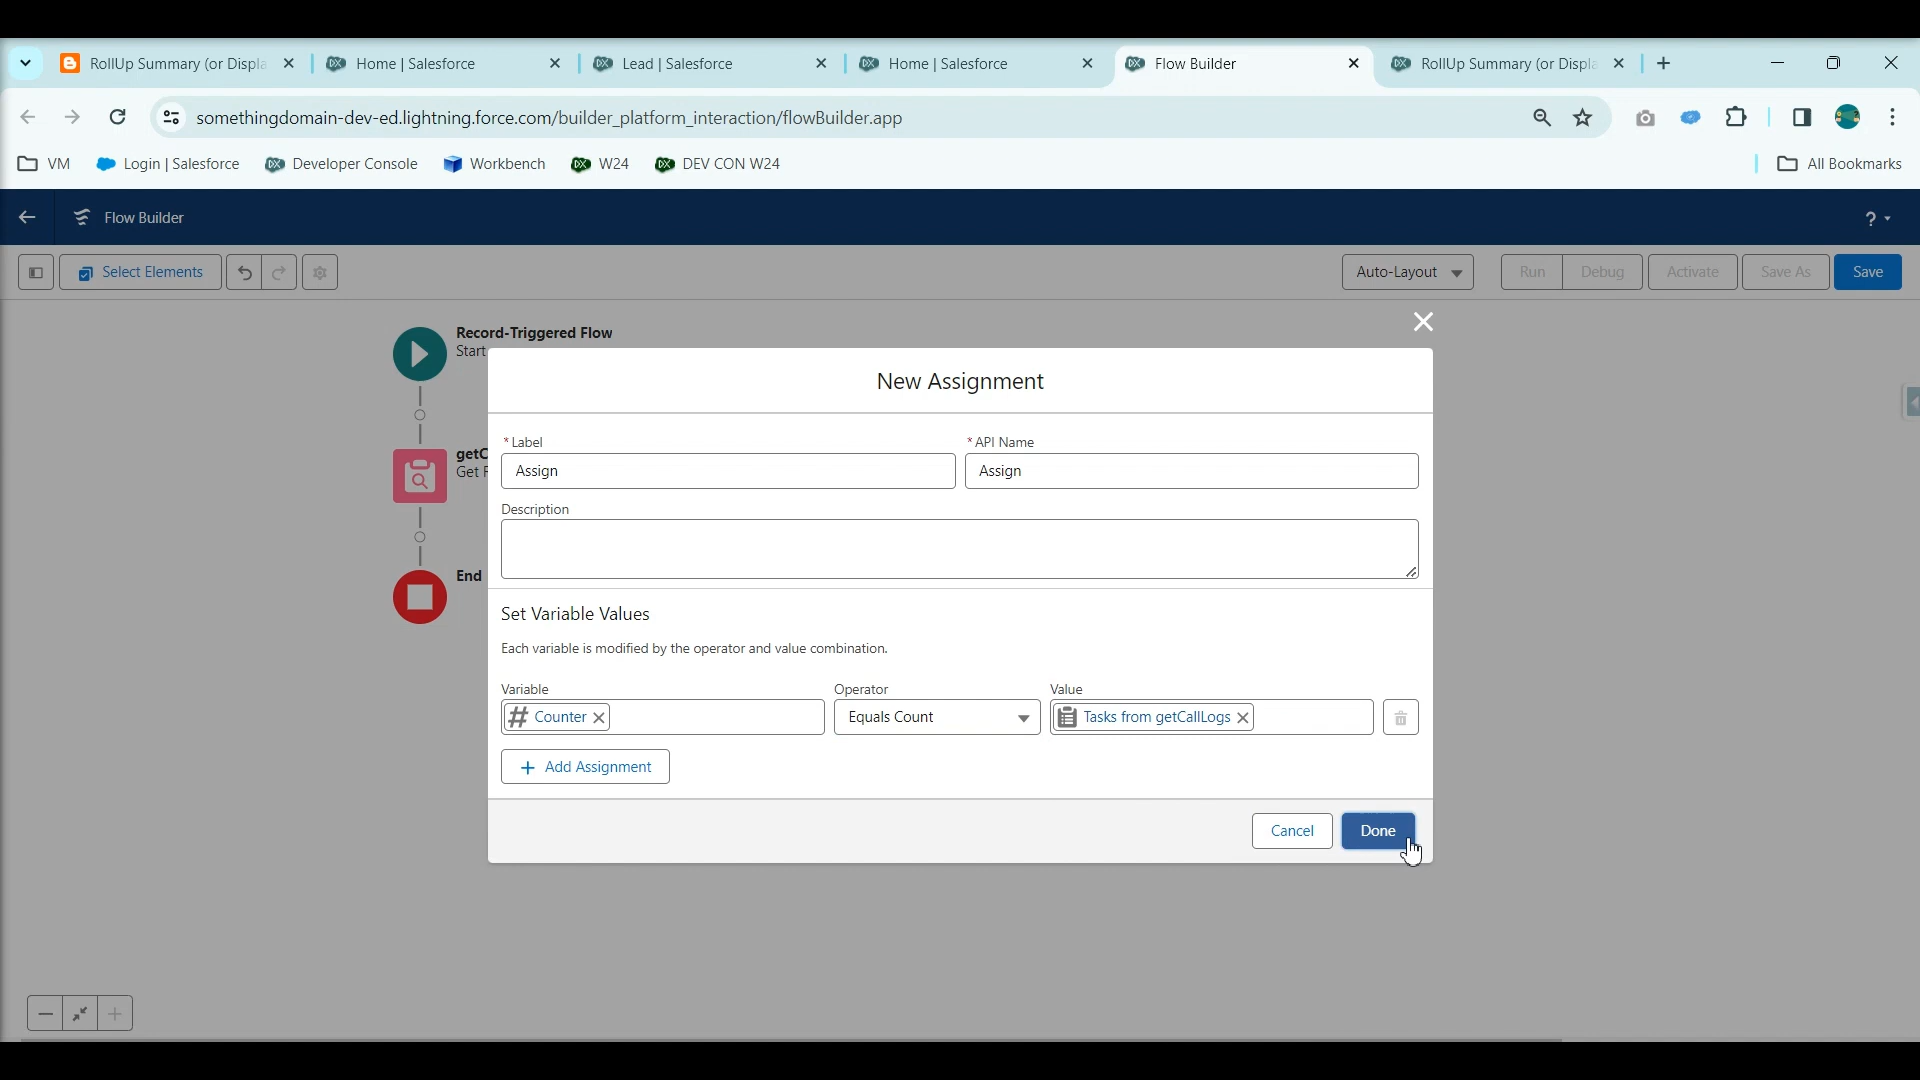 RollUp Summary (or Displa
Home | Salesforce
Lead | Salesforce
Home | Salesforce
Flow Builder
RollUp Summary (or Displa
somethingdomain-dev-ed.lightning.force.com/builder_platform_interaction/flowBuilder.app
VM
Login | Salesforce
Developer Console
Workbench
W24
DEV CON W24
All Bookmarks
Flow Builder
?
Select Elements
Auto-Layout
Run
Debug
Activate
Save As
Save
Record-Triggered Flow
Start
getC
Get R
End
New Assignment
* Label
* API Name
Assign
Assign
Description
Set Variable Values
Each variable is modified by the operator and value combination.
Variable
Operator
Value
Counter
Equals Count
Tasks from getCallLogs
+ Add Assignment
Cancel
Done